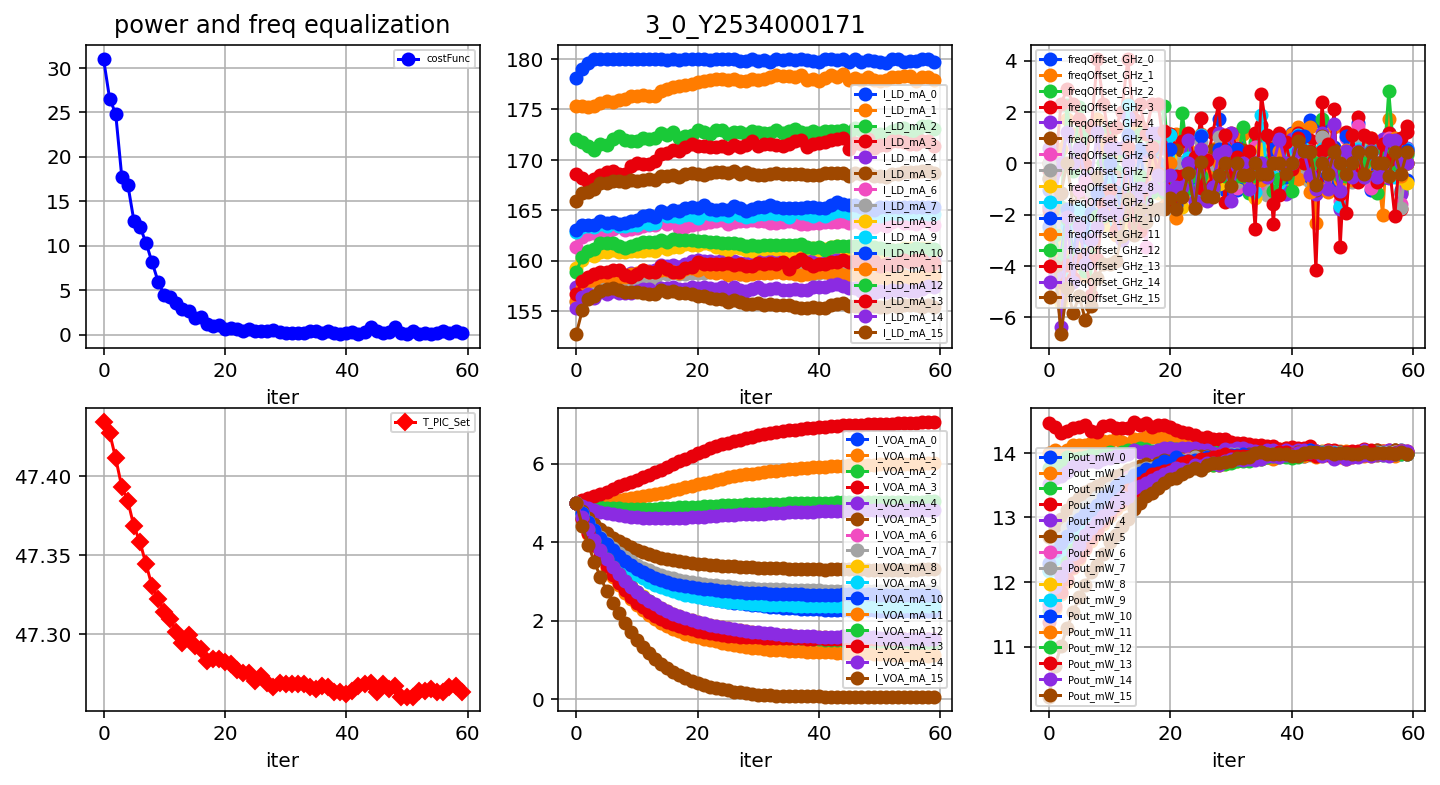 power and freq equalization
costFunc
30
25
20
15
10
5
0
0
20
40
60
iter
3_0_Y2534000171
180
175
170
165
160
155
I_LD_mA_0
I_LD_mA_1
I_LD_mA_2
I_LD_mA_3
I_LD_mA_4
I_LD_mA_5
I_LD_mA_6
I_LD_mA_7
I_LD_mA_8
I_LD_mA_9
I_LD_mA_10
I_LD_mA_11
I_LD_mA_12
I_LD_mA_13
I_LD_mA_14
I_LD_mA_15
0
20
40
60
iter
4
2
0
−2
−4
−6
freqOffset_GHz_0
freqOffset_GHz_1
freqOffset_GHz_2
freqOffset_GHz_3
freqOffset_GHz_4
freqOffset_GHz_5
freqOffset_GHz_6
freqOffset_GHz_7
freqOffset_GHz_8
freqOffset_GHz_9
freqOffset_GHz_10
freqOffset_GHz_11
freqOffset_GHz_12
freqOffset_GHz_13
freqOffset_GHz_14
freqOffset_GHz_15
0
20
40
60
iter
T_PIC_Set
47.40
47.35
47.30
0
20
40
60
iter
6
4
2
0
I_VOA_mA_0
I_VOA_mA_1
I_VOA_mA_2
I_VOA_mA_3
I_VOA_mA_4
I_VOA_mA_5
I_VOA_mA_6
I_VOA_mA_7
I_VOA_mA_8
I_VOA_mA_9
I_VOA_mA_10
I_VOA_mA_11
I_VOA_mA_12
I_VOA_mA_13
I_VOA_mA_14
I_VOA_mA_15
0
20
40
60
iter
14
13
12
11
Pout_mW_0
Pout_mW_1
Pout_mW_2
Pout_mW_3
Pout_mW_4
Pout_mW_5
Pout_mW_6
Pout_mW_7
Pout_mW_8
Pout_mW_9
Pout_mW_10
Pout_mW_11
Pout_mW_12
Pout_mW_13
Pout_mW_14
Pout_mW_15
0
20
40
60
iter